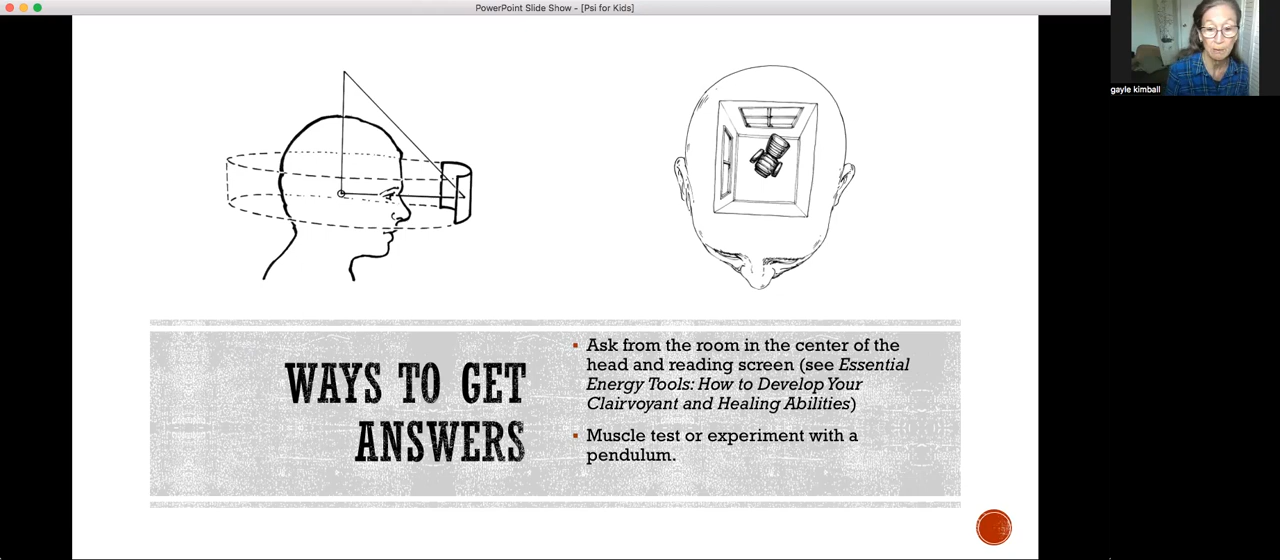 PowerPoint Slide Show - [Psi for Kids]
gayle kimball
WAYS TO GET
ANSWERS
▪ Ask from the room in the center of the
head and reading screen (see Essential
Energy Tools: How to Develop Your
Clairvoyant and Healing Abilities)
▪ Muscle test or experiment with a
pendulum.